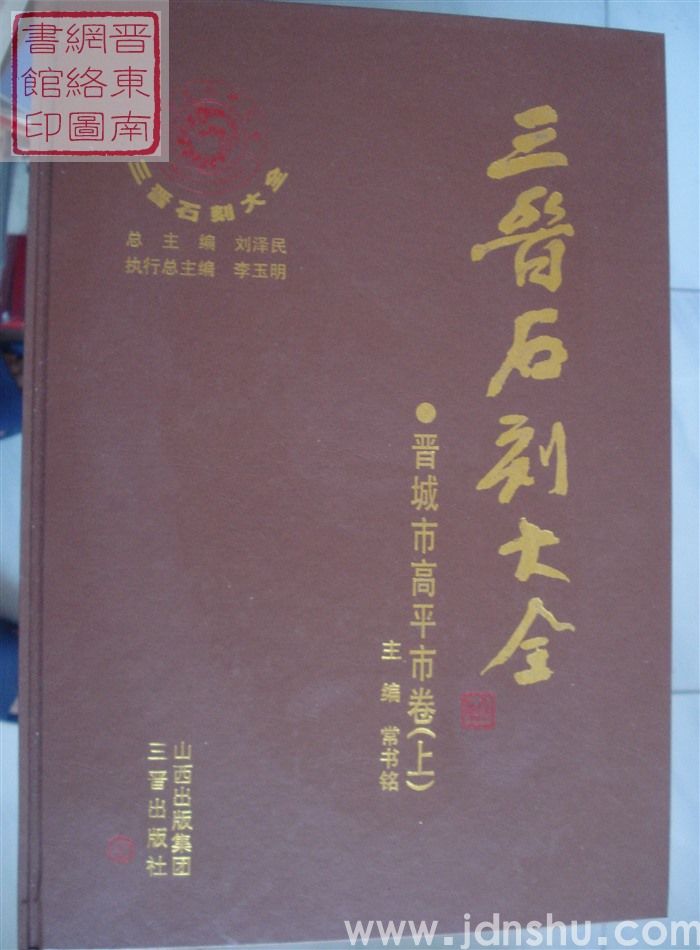 晋東南
網絡圖
書館印
三晋石刻大全
总主编 刘泽民
执行总主编 李玉明
三晋石刻大全
●晋城市高平市卷(上)
主编 常书铭
山西出版集团
三晋出版社
www.jdnshu.com